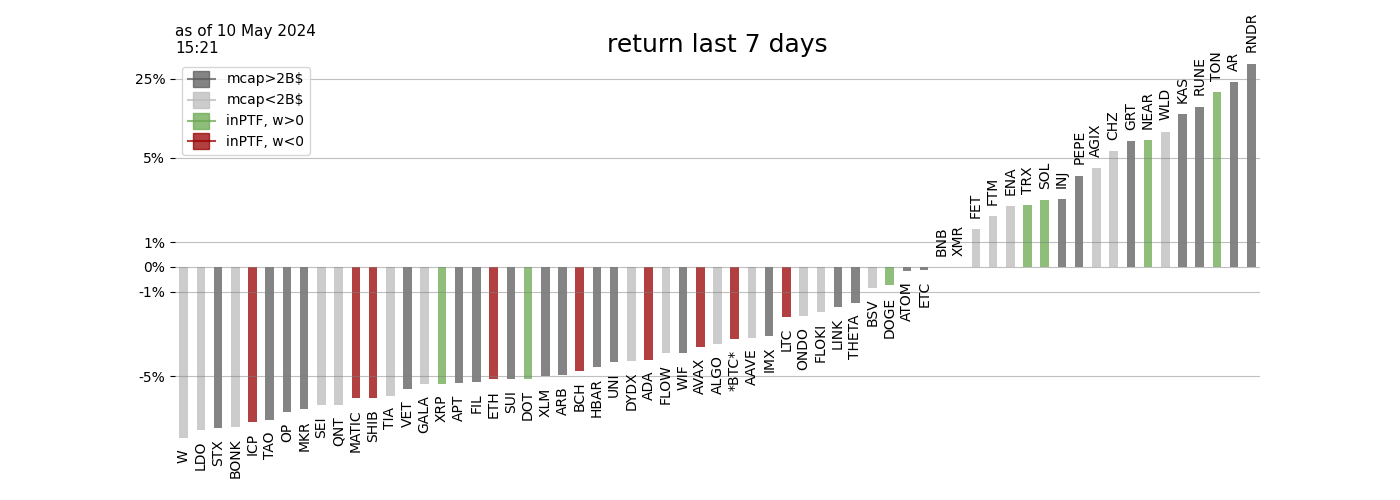 as of 10 May 2024
15:21
return last 7 days
mcap>2B$
mcap<2B$
inPTF, w>0
inPTF, w<0
25%
5%
1%
0%
-1%
-5%
W
LDO
STX
BONK
ICP
TAO
OP
MKR
SEI
QNT
MATIC
SHIB
TIA
VET
GALA
XRP
APT
FIL
ETH
SUI
DOT
XLM
ARB
BCH
HBAR
UNI
DYDX
ADA
FLOW
WIF
AVAX
ALGO
*BTC*
AAVE
IMX
LTC
ONDO
FLOKI
LINK
THETA
BSV
DOGE
ATOM
ETC
BNB
XMR
FET
FTM
ENA
TRX
SOL
INJ
PEPE
AGIX
CHZ
GRT
NEAR
WLD
KAS
RUNE
TON
AR
RNDR